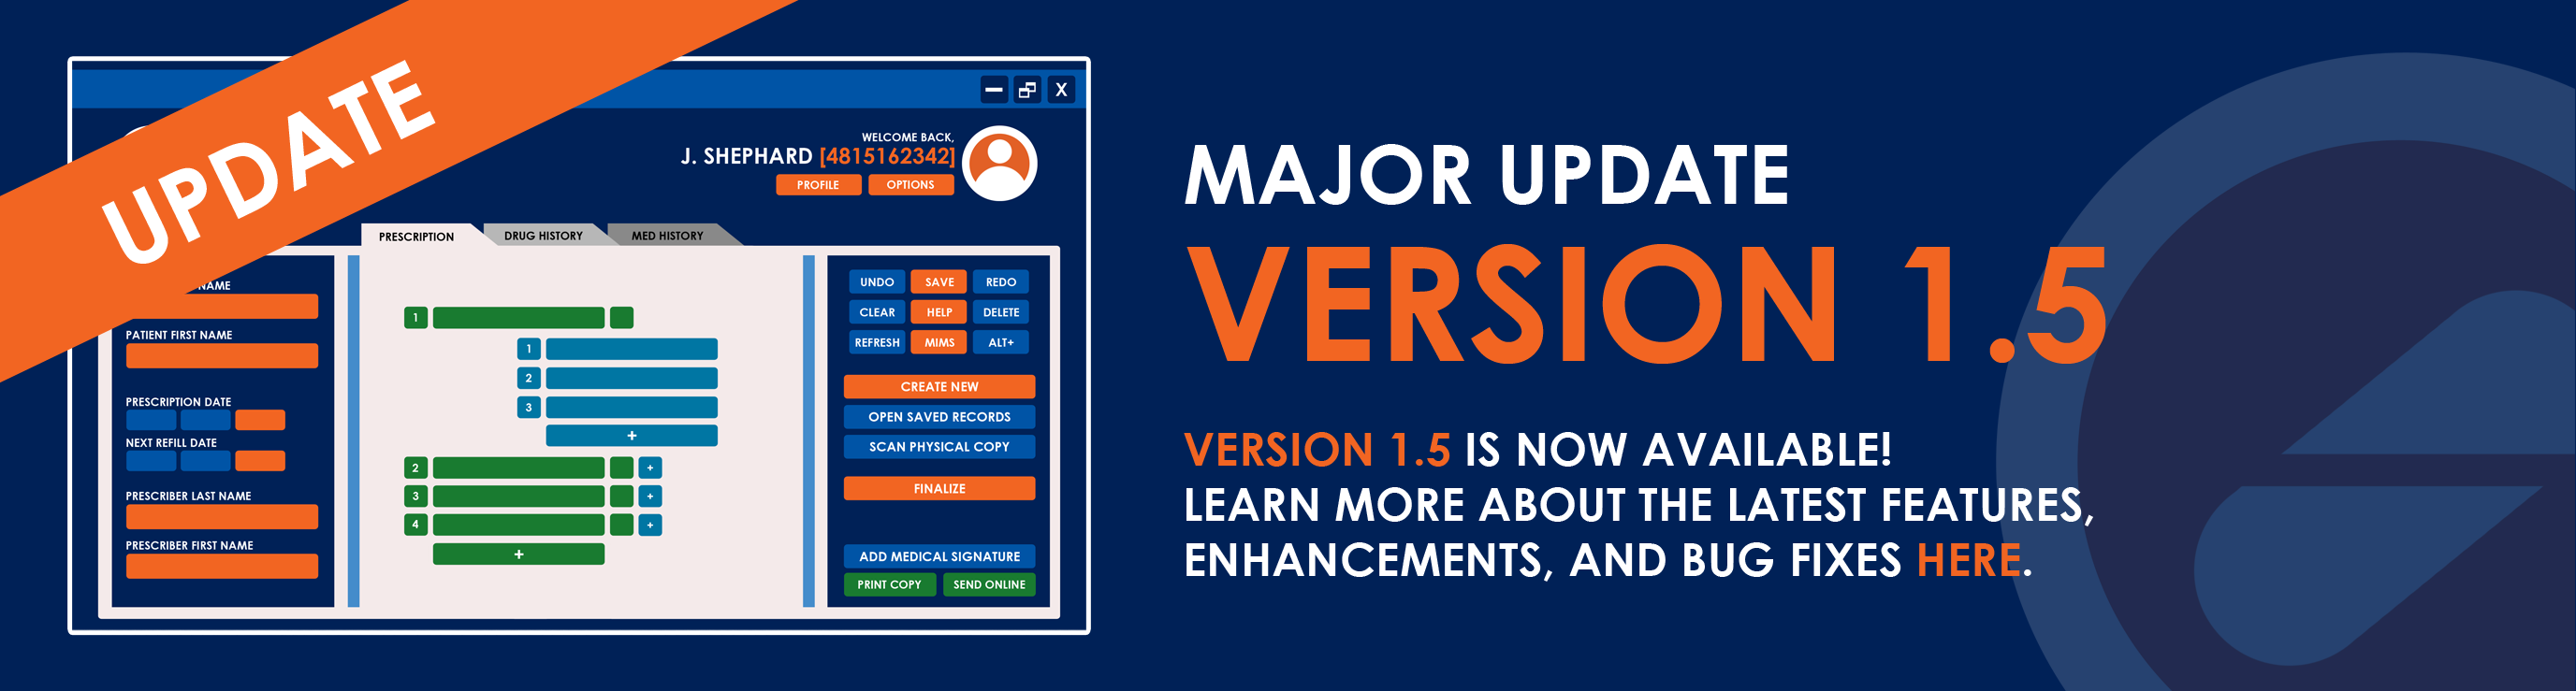 UPDATE
X
WELCOME BACK,
J. SHEPHARD [4815162342]
PROFILE
OPTIONS
PRESCRIPTION
DRUG HISTORY
MED HISTORY
NAME
PATIENT FIRST NAME
PRESCRIPTION DATE
NEXT REFILL DATE
PRESCRIBER LAST NAME
PRESCRIBER FIRST NAME
1
1
2
3
+
2 +
3 +
4 +
+
UNDO SAVE REDO
CLEAR HELP DELETE
REFRESH MIMS ALT+
CREATE NEW
OPEN SAVED RECORDS
SCAN PHYSICAL COPY
FINALIZE
ADD MEDICAL SIGNATURE
PRINT COPY SEND ONLINE
MAJOR UPDATE
VERSION 1.5
VERSION 1.5 IS NOW AVAILABLE!
LEARN MORE ABOUT THE LATEST FEATURES,
ENHANCEMENTS, AND BUG FIXES HERE.